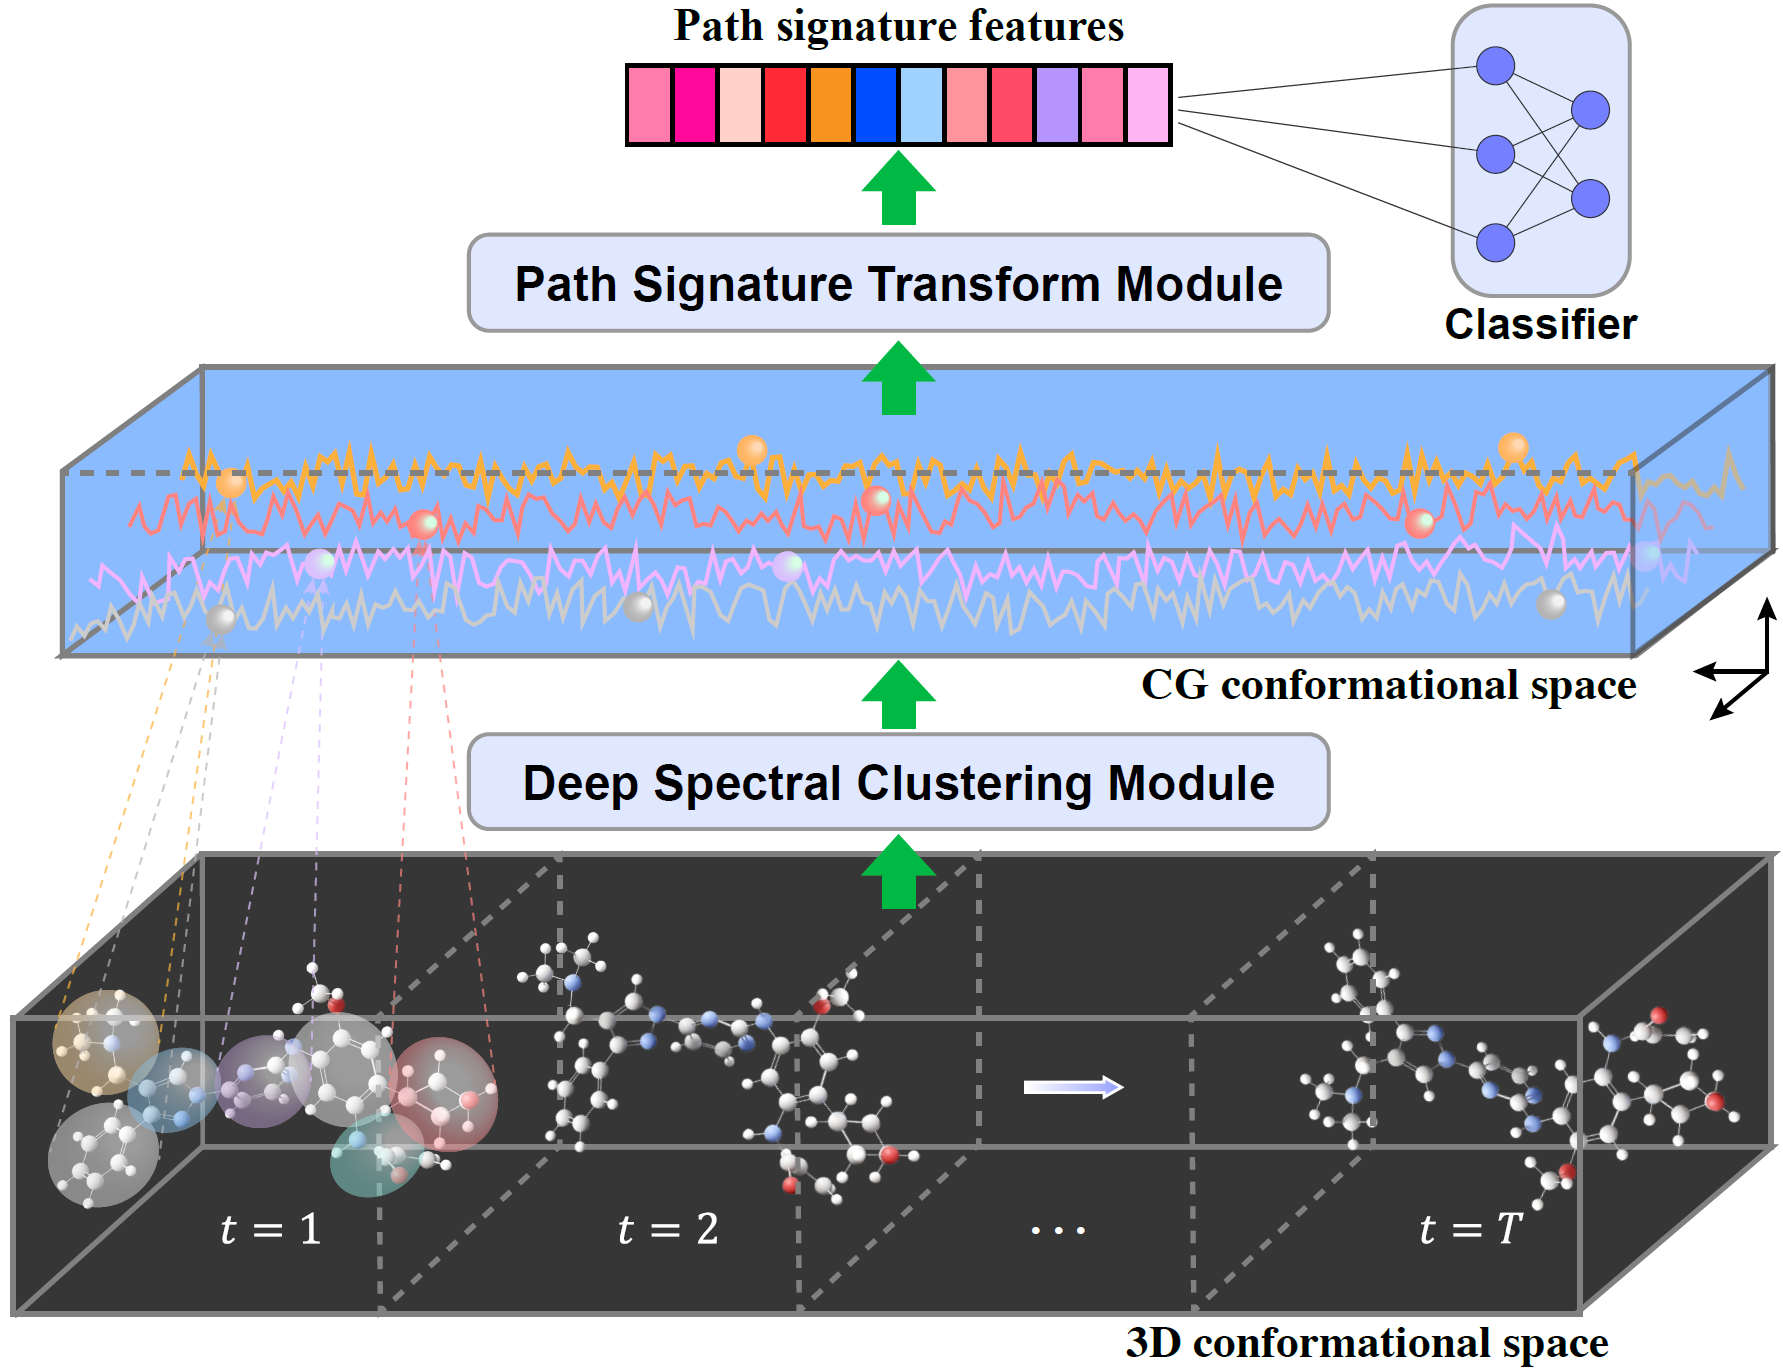 Path signature features
Path Signature Transform Module
Classifier
CG conformational space
Deep Spectral Clustering Module
t = 1
t = 2
...
t = T
3D conformational space